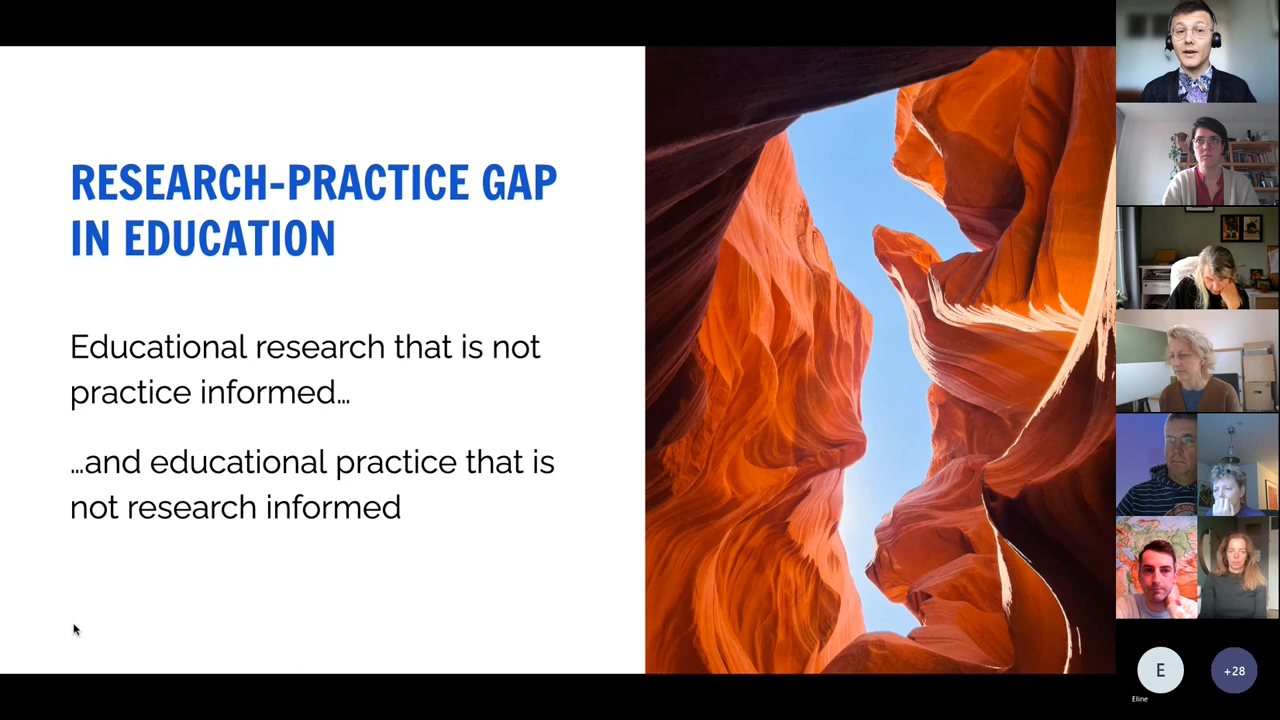 RESEARCH-PRACTICE GAP
IN EDUCATION
Educational research that is not
practice informed…
…and educational practice that is
not research informed
E
+28
Eline